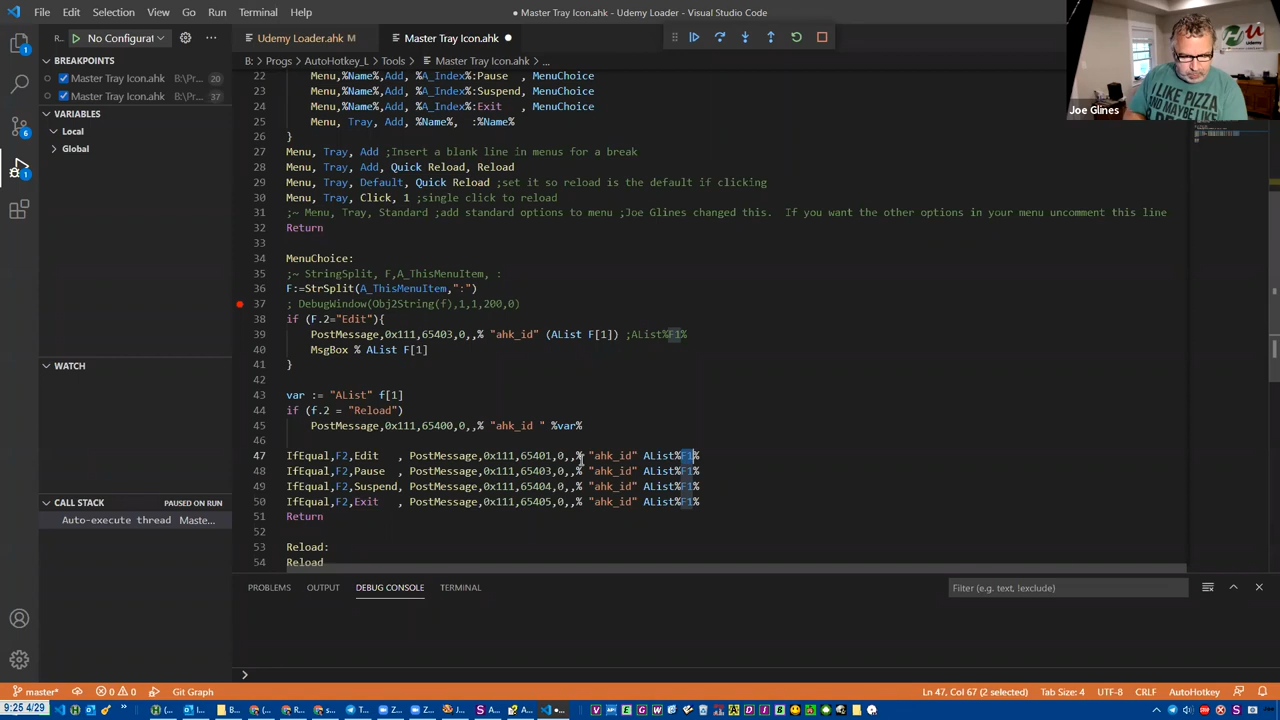 File Edit Selection View Go Run Terminal Help
● Master Tray Icon.ahk - Udemy Loader - Visual Studio Code
No Configurat
Udemy Loader.ahk M
Master Tray Icon.ahk ●
BREAKPOINTS
B: > Progs > AutoHotkey_L > Tools > Master Tray Icon.ahk > ...
Master Tray Icon.ahk B:\Pr... 20
Master Tray Icon.ahk B:\Pr... 37
VARIABLES
Local
Global
WATCH
CALL STACK PAUSED ON RUN
Auto-execute thread Maste...
22 Menu,%Name%,Add, %A_Index%:Pause , MenuChoice
23 Menu,%Name%,Add, %A_Index%:Suspend, MenuChoice
24 Menu,%Name%,Add, %A_Index%:Exit , MenuChoice
25 Menu, Tray, Add, %Name%, :%Name%
26 }
27 Menu, Tray, Add ;Insert a blank line in menus for a break
28 Menu, Tray, Add, Quick Reload, Reload
29 Menu, Tray, Default, Quick Reload ;set it so reload is the default if clicking
30 Menu, Tray, Click, 1 ;single click to reload
31 ;~ Menu, Tray, Standard ;add standard options to menu ;Joe Glines changed this. If you want the other options in your menu uncomment this line
32 Return
33
34 MenuChoice:
35 ;~ StringSplit, F,A_ThisMenuItem, :
36 F:=StrSplit(A_ThisMenuItem,":")
37 ; DebugWindow(Obj2String(f),1,1,200,0)
38 if (F.2="Edit"){
39 PostMessage,0x111,65403,0,,% "ahk_id" (AList F[1]) ;AList%F1%
40 MsgBox % AList F[1]
41 }
42
43 var := "AList" f[1]
44 if (f.2 = "Reload")
45 PostMessage,0x111,65400,0,,% "ahk_id " %var%
46
47 IfEqual,F2,Edit , PostMessage,0x111,65401,0,,% "ahk_id" AList%F1%
48 IfEqual,F2,Pause , PostMessage,0x111,65403,0,,% "ahk_id" AList%F1%
49 IfEqual,F2,Suspend, PostMessage,0x111,65404,0,,% "ahk_id" AList%F1%
50 IfEqual,F2,Exit , PostMessage,0x111,65405,0,,% "ahk_id" AList%F1%
51 Return
52
53 Reload:
54 Reload
Joe Glines
I LIKE PIZZA
Udemy
PROBLEMS OUTPUT DEBUG CONSOLE TERMINAL
Filter (e.g. text, !exclude)
master* 0 0 Git Graph
Ln 47, Col 67 (2 selected) Tab Size: 4 UTF-8 CRLF AutoHotkey
9:25 4/29